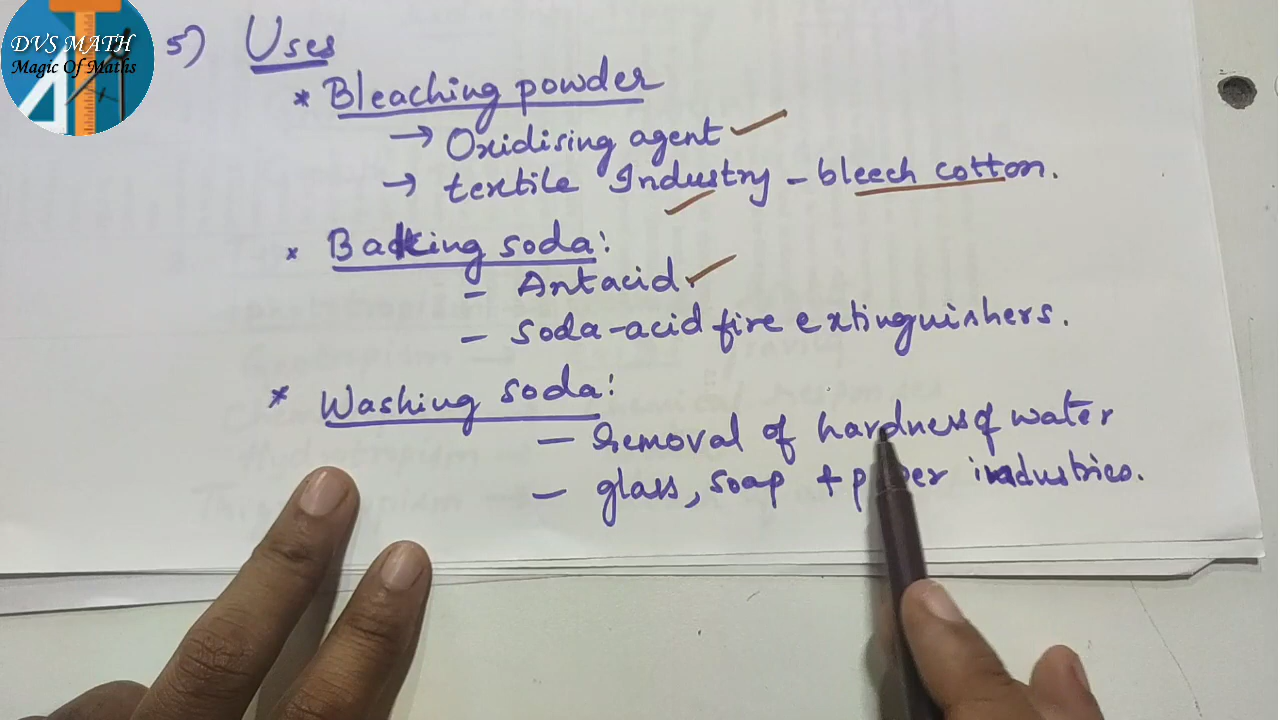 DVS MATH
Magic Of Maths
5) Uses
* Bleaching powder
→ Oxidising agent ✓
→ textile Industry - bleech cotton.
* Baking soda:
- Antacid.
- Soda-acid fire extinguishers.
* Washing soda:
- Removal of hardness of water
- glass, soap + paper industries.